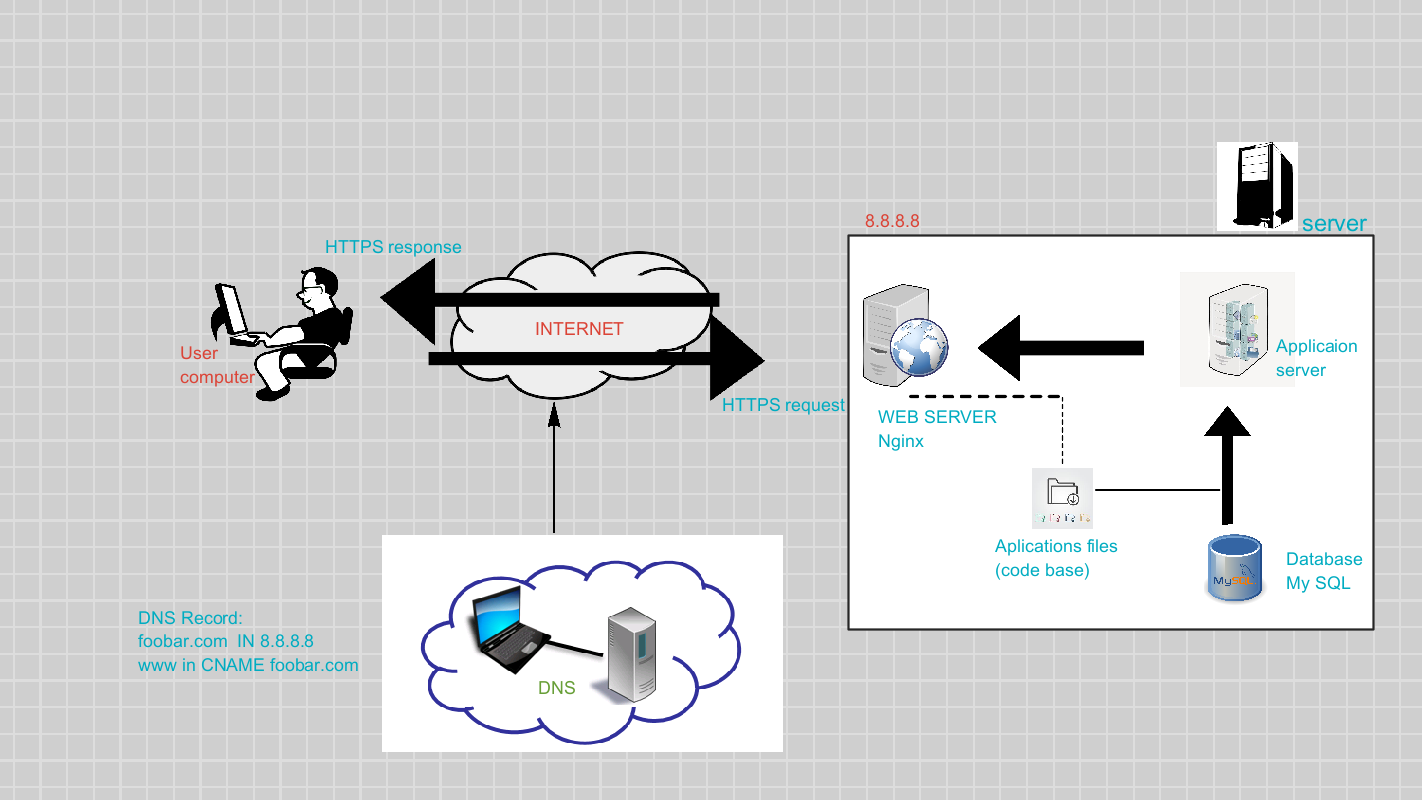 8.8.8.8
server
HTTPS response
INTERNET
User
computer
HTTPS request
Applicaion
server
WEB SERVER
Nginx
Aplications files
(code base)
MySQL
Database
My SQL
DNS Record:
foobar.com  IN 8.8.8.8
www in CNAME foobar.com
DNS